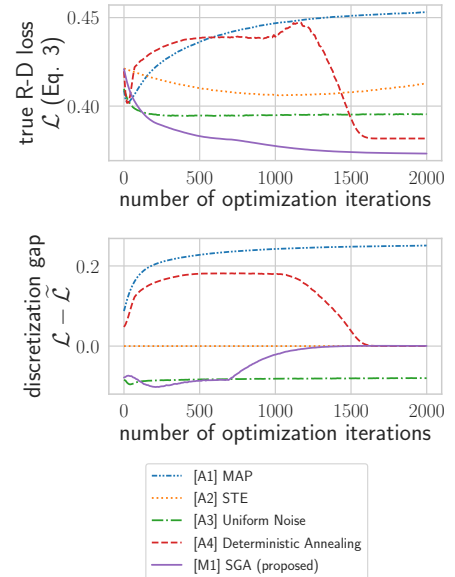 true R-D loss
ℒ (Eq. 3)
0.45
0.40
0
500
1000
1500
2000
number of optimization iterations
discretization gap
ℒ − ℒ̃
0.2
0.0
0
500
1000
1500
2000
number of optimization iterations
[A1] MAP
[A2] STE
[A3] Uniform Noise
[A4] Deterministic Annealing
[M1] SGA (proposed)